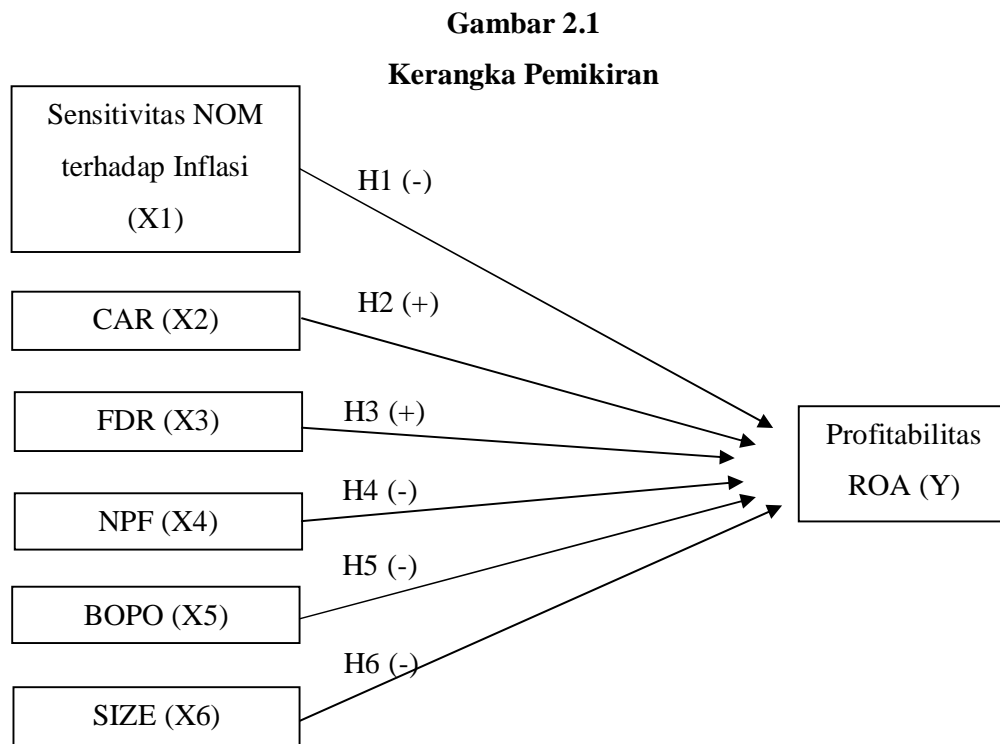 Gambar 2.1
Kerangka Pemikiran
Sensitivitas NOM
terhadap Inflasi
(X1)
H1 (-)
CAR (X2)
H2 (+)
FDR (X3)
H3 (+)
Profitabilitas
ROA (Y)
NPF (X4)
H4 (-)
BOPO (X5)
H5 (-)
SIZE (X6)
H6 (-)